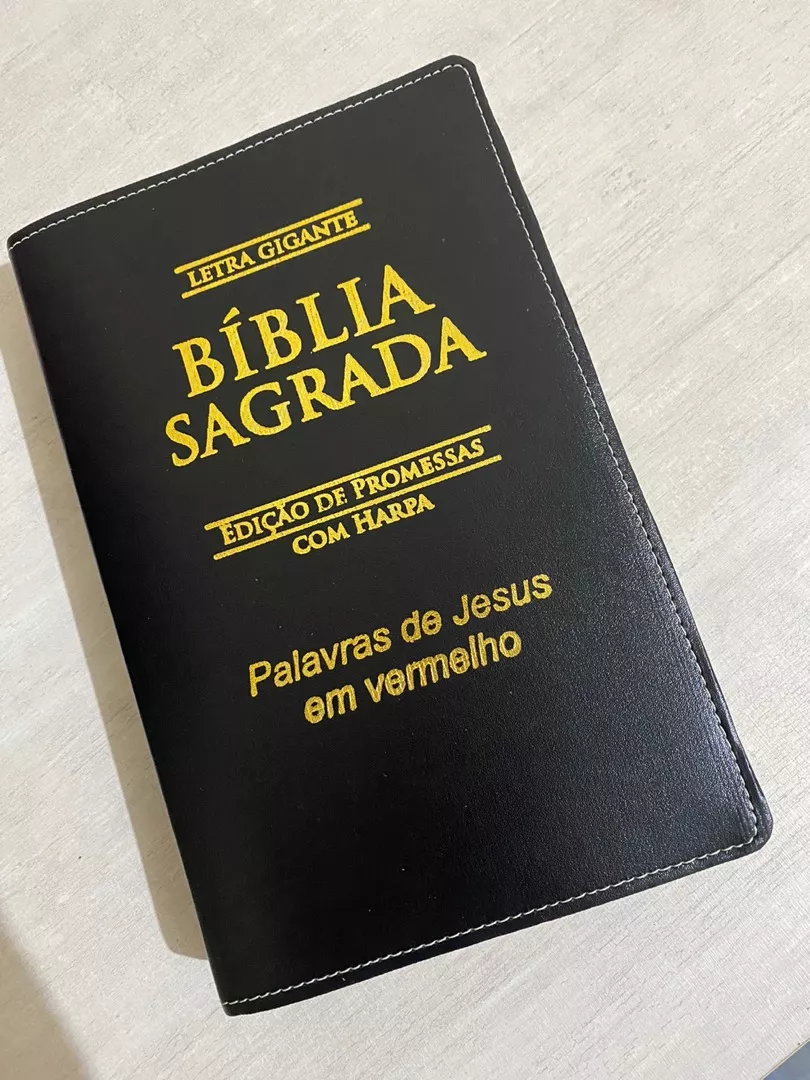 LETRA GIGANTE
BÍBLIA
SAGRADA
EDIÇÃO DE PROMESSAS
COM HARPA
Palavras de Jesus
em vermelho